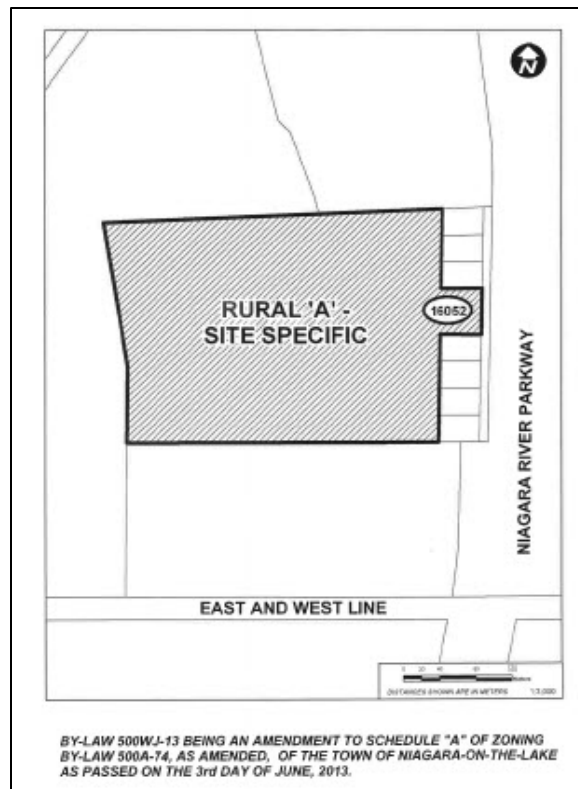 N
RURAL 'A' -
SITE SPECIFIC
16052
NIAGARA RIVER PARKWAY
EAST AND WEST LINE
DISTANCES SHOWN ARE IN METERS
BY-LAW 500WJ-13 BEING AN AMENDMENT TO SCHEDULE "A" OF ZONING
BY-LAW 500A-74, AS AMENDED, OF THE TOWN OF NIAGARA-ON-THE-LAKE
AS PASSED ON THE 3rd DAY OF JUNE, 2013.